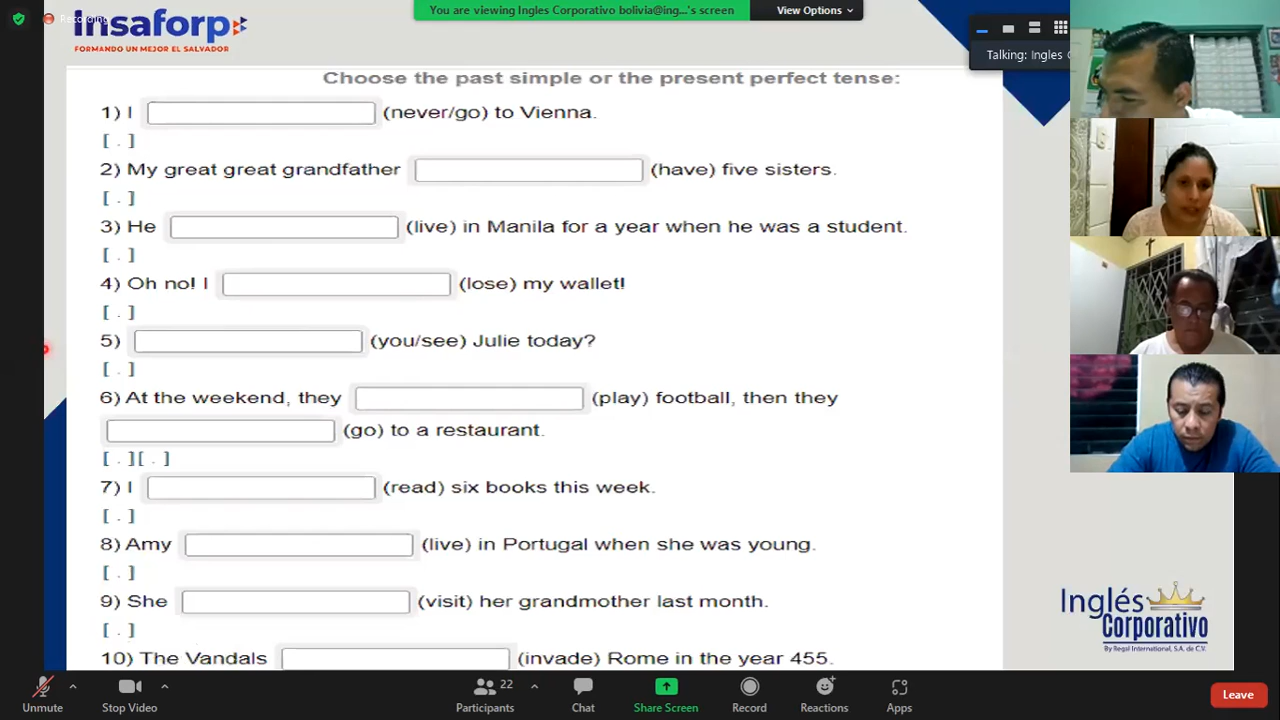 You are viewing Ingles Corporativo bolivia@ing...'s screen
View Options
Recording
Insaforp
FORMANDO UN MEJOR EL SALVADOR
Talking: Ingles
Choose the past simple or the present perfect tense:
1) I (never/go) to Vienna.
[ . ]
2) My great great grandfather (have) five sisters.
[ . ]
3) He (live) in Manila for a year when he was a student.
[ . ]
4) Oh no! I (lose) my wallet!
[ . ]
5) (you/see) Julie today?
[ . ]
6) At the weekend, they (play) football, then they
(go) to a restaurant.
[ . ][ . ]
7) I (read) six books this week.
[ . ]
8) Amy (live) in Portugal when she was young.
[ . ]
9) She (visit) her grandmother last month.
[ . ]
10) The Vandals (invade) Rome in the year 455.
Inglés
Corporativo
By Regal International, S.A. de C.V.
Unmute
Stop Video
22
Participants
Chat
Share Screen
Record
Reactions
Apps
Leave